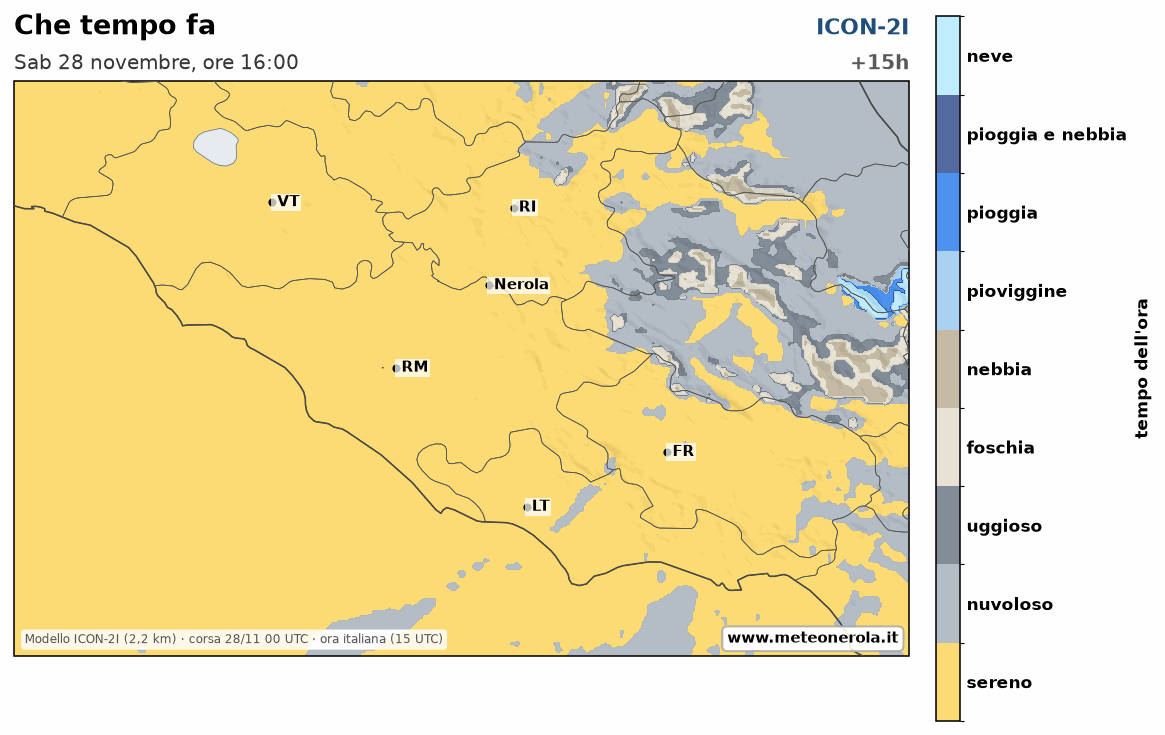 Che tempo fa
ICON-2I
Sab 28 novembre, ore 16:00
+15h
neve
pioggia e nebbia
pioggia
pioviggine
nebbia
foschia
uggioso
nuvoloso
sereno
tempo dell'ora
VT
RI
Nerola
RM
FR
LT
Modello ICON-2I (2,2 km) · corsa 28/11 00 UTC · ora italiana (15 UTC)
www.meteonerola.it